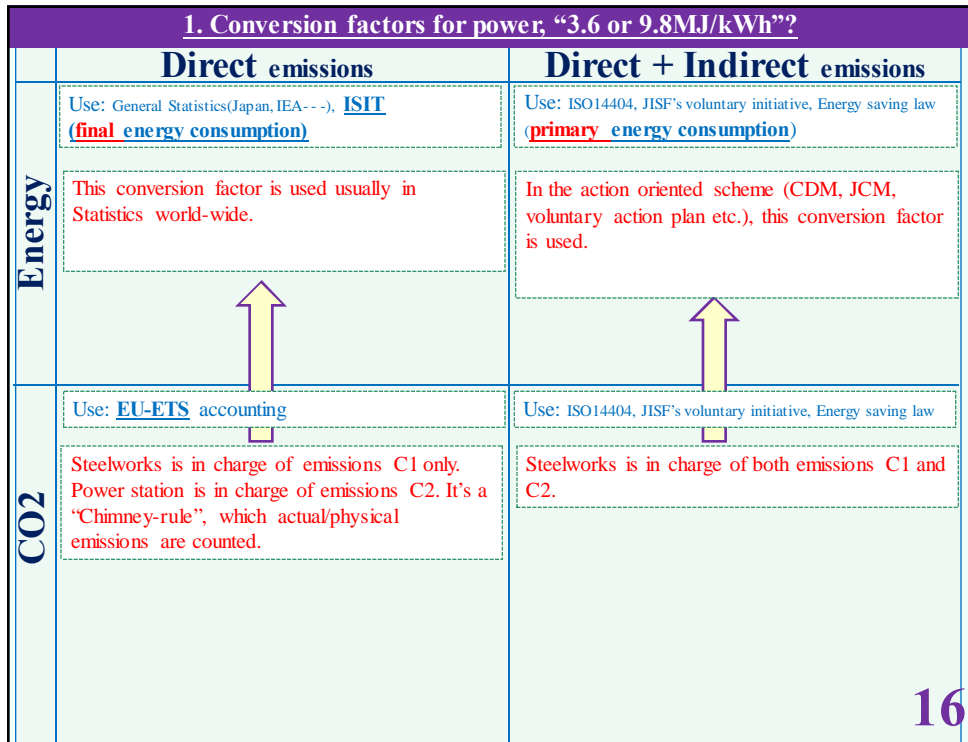 1. Conversion factors for power, “3.6 or 9.8MJ/kWh”?
Direct emissions
Direct + Indirect emissions
Energy
Use: General Statistics(Japan, IEA- - -), ISIT
(final energy consumption)
This conversion factor is used usually in
Statistics world-wide.
Use: ISO14404, JISF’s voluntary initiative, Energy saving law
(primary energy consumption)
In the action oriented scheme (CDM, JCM,
voluntary action plan etc.), this conversion factor
is used.
CO2
Use: EU-ETS accounting
Steelworks is in charge of emissions C1 only.
Power station is in charge of emissions C2. It’s a
“Chimney-rule”, which actual/physical
emissions are counted.
Use: ISO14404, JISF’s voluntary initiative, Energy saving law
Steelworks is in charge of both emissions C1 and
C2.
16